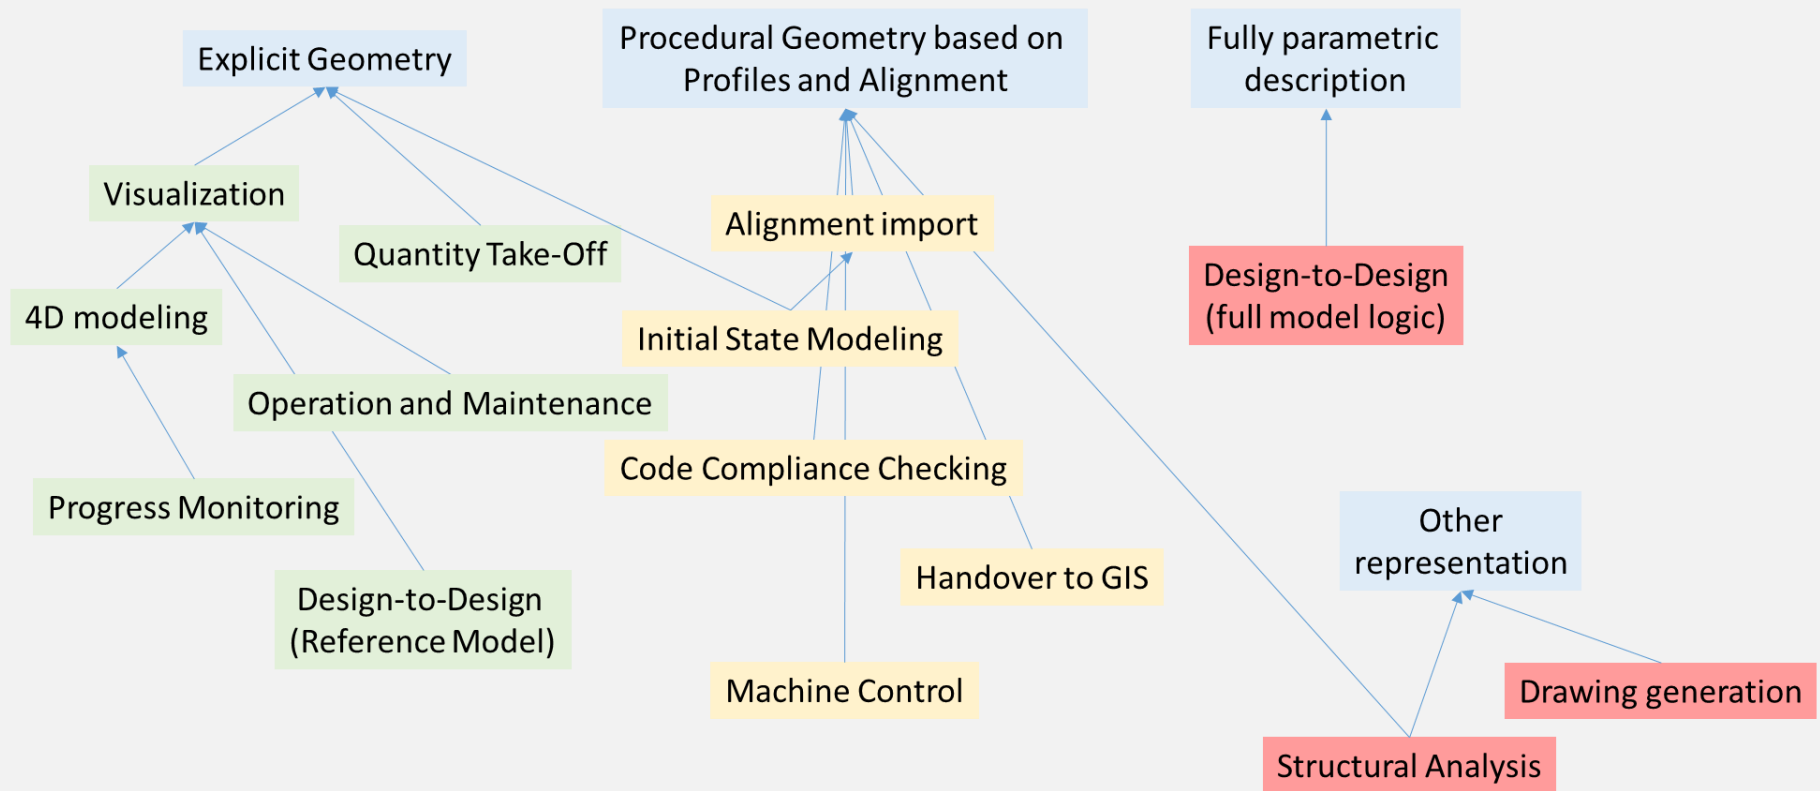 Explicit Geometry
Procedural Geometry based on
Profiles and Alignment
Fully parametric
description
Visualization
Quantity Take-Off
Alignment import
Design-to-Design
(full model logic)
4D modeling
Initial State Modeling
Operation and Maintenance
Code Compliance Checking
Progress Monitoring
Other
representation
Handover to GIS
Design-to-Design
(Reference Model)
Machine Control
Drawing generation
Structural Analysis